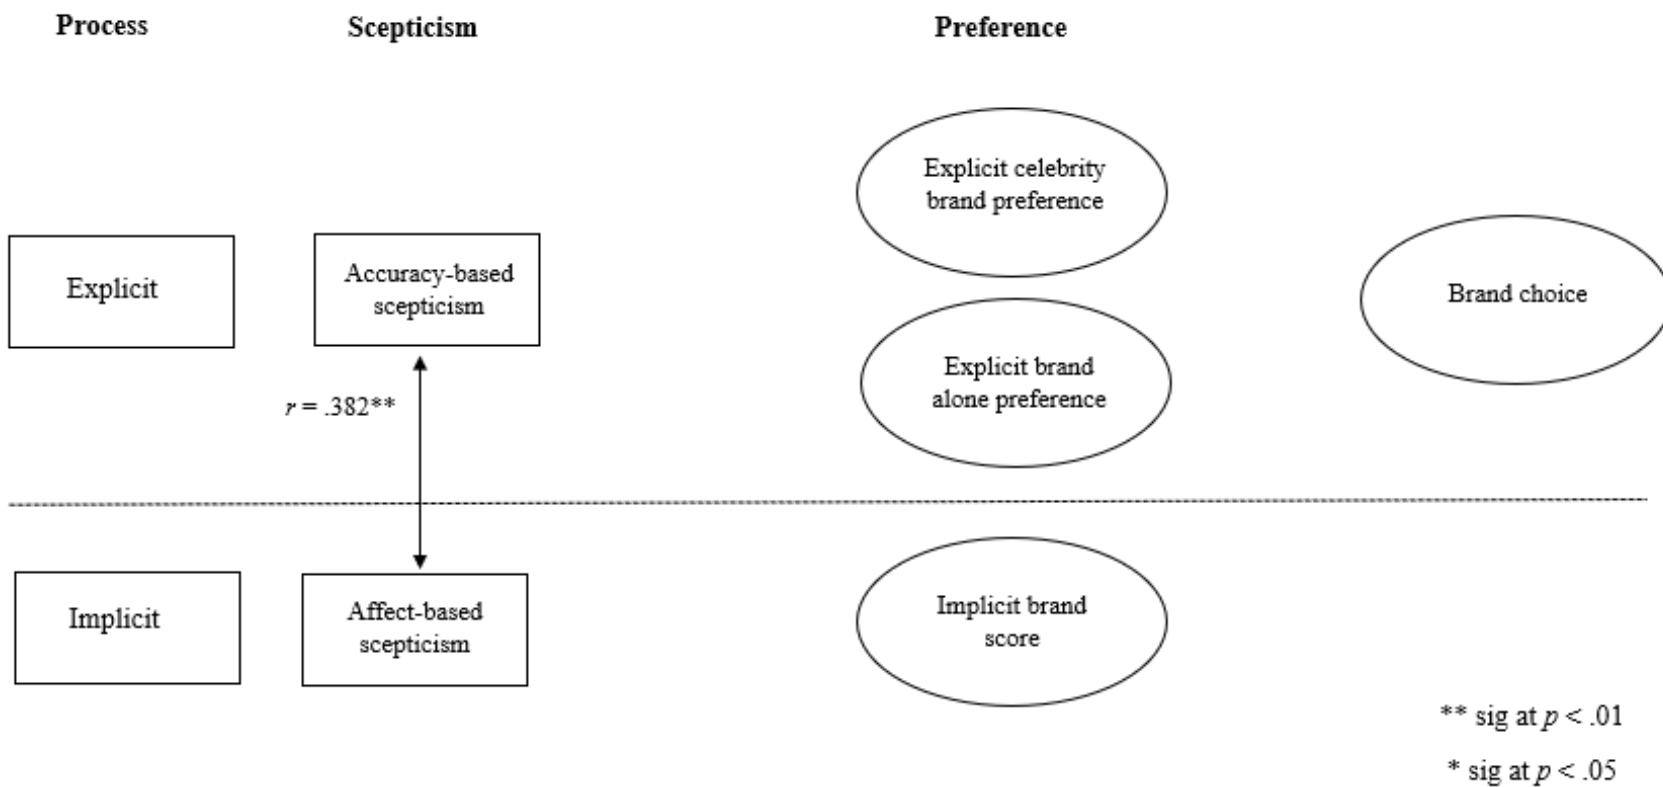 Process
Scepticism
Preference
Explicit celebrity
brand preference
Explicit
Accuracy-based
scepticism
Brand choice
Explicit brand
alone preference
r = .382**
Implicit
Affect-based
scepticism
Implicit brand
score
** sig at p < .01
* sig at p < .05